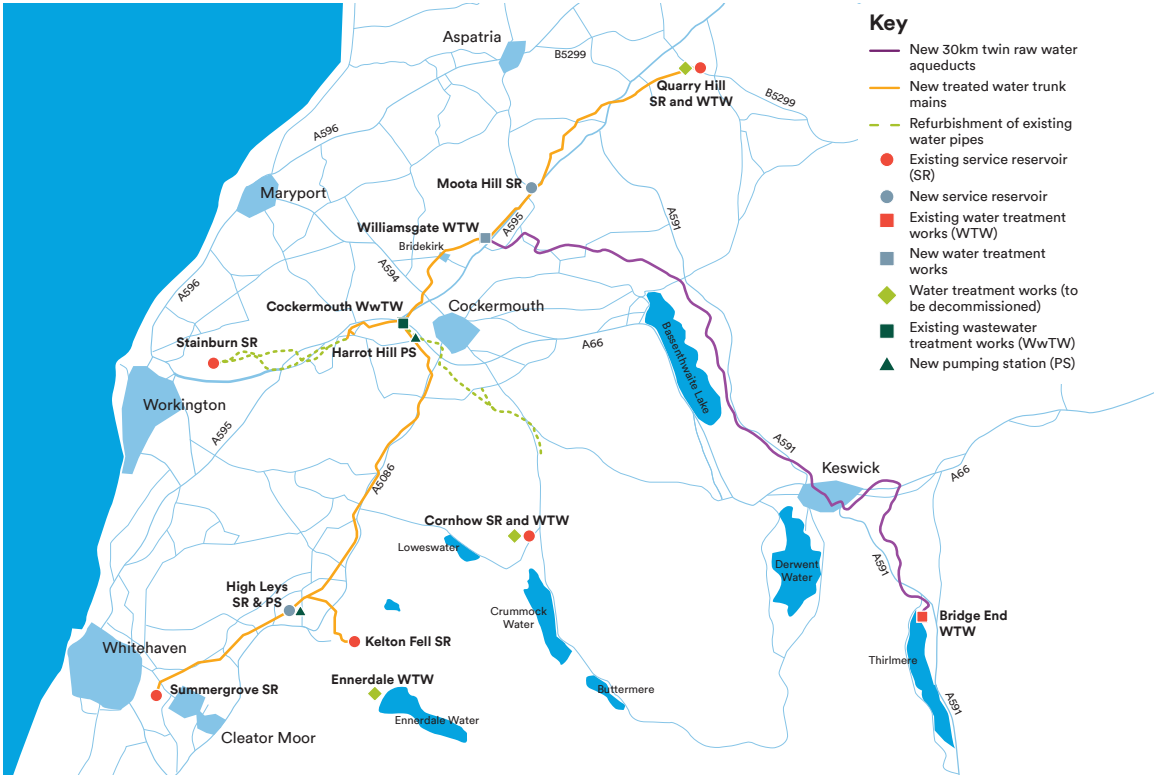 Key
New 30km twin raw water
aqueducts
New treated water trunk
mains
Refurbishment of existing
water pipes
Existing service reservoir
(SR)
New service reservoir
Existing water treatment
works (WTW)
New water treatment
works
Water treatment works (to
be decommissioned)
Existing wastewater
treatment works (WwTW)
New pumping station (PS)
Aspatria
B5299
Quarry Hill
SR and WTW
B5299
A596
Moota Hill SR
Maryport
A595
A591
Williamsgate WTW
Bridekirk
A594
A596
Cockermouth WwTW
Cockermouth
Stainburn SR
Harrot Hill PS
A66
Bassenthwaite Lake
Workington
A595
A591
Keswick
A66
A5086
Cornhow SR and WTW
Loweswater
Derwent
Water
A591
High Leys
SR & PS
Crummock
Water
Bridge End
WTW
Kelton Fell SR
Whitehaven
Thirlmere
Summergrove SR
Ennerdale WTW
Buttermere
A591
Ennerdale Water
Cleator Moor